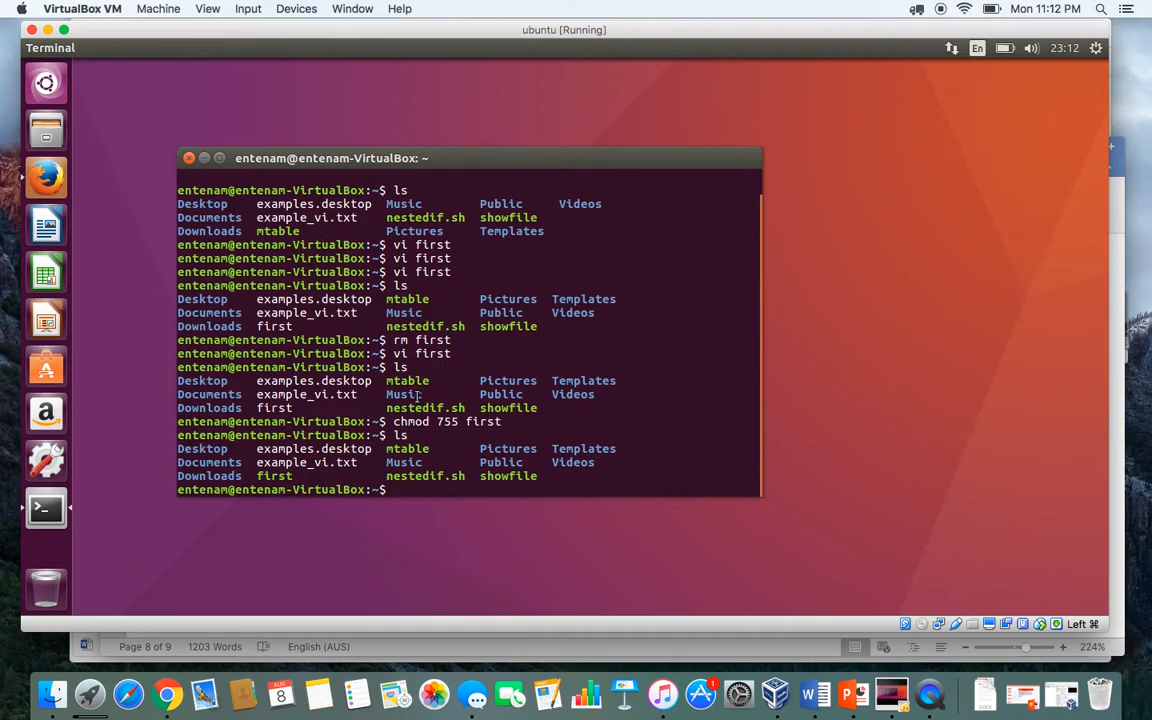 VirtualBox VM Machine View Input Devices Window Help Mon 11:12 PM
ubuntu [Running]
Terminal En 23:12
entenam@entenam-VirtualBox: ~
entenam@entenam-VirtualBox:~$ ls
Desktop examples.desktop Music Public Videos
Documents example_vi.txt nestedif.sh showfile
Downloads mtable Pictures Templates
entenam@entenam-VirtualBox:~$ vi first
entenam@entenam-VirtualBox:~$ vi first
entenam@entenam-VirtualBox:~$ vi first
entenam@entenam-VirtualBox:~$ ls
Desktop examples.desktop mtable Pictures Templates
Documents example_vi.txt Music Public Videos
Downloads first nestedif.sh showfile
entenam@entenam-VirtualBox:~$ rm first
entenam@entenam-VirtualBox:~$ vi first
entenam@entenam-VirtualBox:~$ ls
Desktop examples.desktop mtable Pictures Templates
Documents example_vi.txt Music Public Videos
Downloads first nestedif.sh showfile
entenam@entenam-VirtualBox:~$ chmod 755 first
entenam@entenam-VirtualBox:~$ ls
Desktop examples.desktop mtable Pictures Templates
Documents example_vi.txt Music Public Videos
Downloads first nestedif.sh showfile
entenam@entenam-VirtualBox:~$
Left ⌘
Page 8 of 9 1203 Words English (AUS) 224%
AUG
8
1